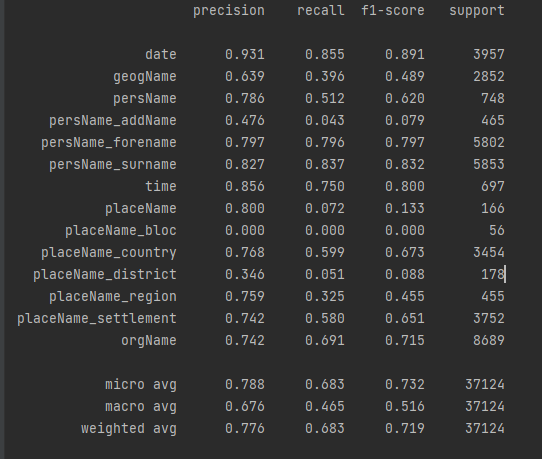 precision recall f1-score support
date 0.931 0.855 0.891 3957
geogName 0.639 0.396 0.489 2852
persName 0.786 0.512 0.620 748
persName_addName 0.476 0.043 0.079 465
persName_forename 0.797 0.796 0.797 5802
persName_surname 0.827 0.837 0.832 5853
time 0.856 0.750 0.800 697
placeName 0.800 0.072 0.133 166
placeName_bloc 0.000 0.000 0.000 56
placeName_country 0.768 0.599 0.673 3454
placeName_district 0.346 0.051 0.088 178
placeName_region 0.759 0.325 0.455 455
placeName_settlement 0.742 0.580 0.651 3752
orgName 0.742 0.691 0.715 8689
micro avg 0.788 0.683 0.732 37124
macro avg 0.676 0.465 0.516 37124
weighted avg 0.776 0.683 0.719 37124